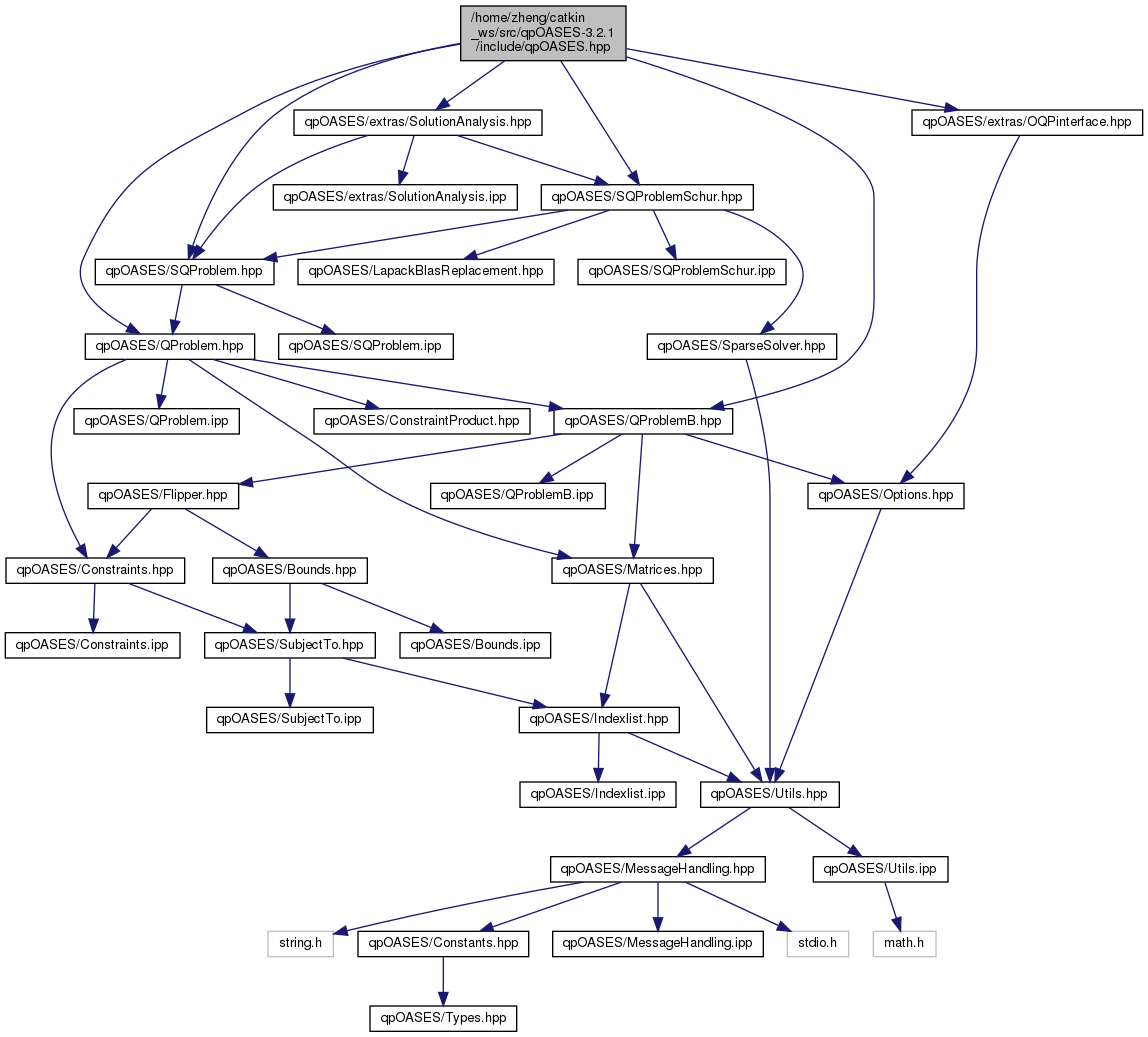 /home/zheng/catkin
_ws/src/qpOASES-3.2.1
/include/qpOASES.hpp
qpOASES/extras/SolutionAnalysis.hpp
qpOASES/extras/OQPinterface.hpp
qpOASES/extras/SolutionAnalysis.ipp
qpOASES/SQProblemSchur.hpp
qpOASES/SQProblem.hpp
qpOASES/LapackBlasReplacement.hpp
qpOASES/SQProblemSchur.ipp
qpOASES/QProblem.hpp
qpOASES/SQProblem.ipp
qpOASES/SparseSolver.hpp
qpOASES/QProblem.ipp
qpOASES/ConstraintProduct.hpp
qpOASES/QProblemB.hpp
qpOASES/Flipper.hpp
qpOASES/QProblemB.ipp
qpOASES/Options.hpp
qpOASES/Constraints.hpp
qpOASES/Bounds.hpp
qpOASES/Matrices.hpp
qpOASES/Constraints.ipp
qpOASES/SubjectTo.hpp
qpOASES/Bounds.ipp
qpOASES/SubjectTo.ipp
qpOASES/Indexlist.hpp
qpOASES/Indexlist.ipp
qpOASES/Utils.hpp
qpOASES/MessageHandling.hpp
qpOASES/Utils.ipp
string.h
qpOASES/Constants.hpp
qpOASES/MessageHandling.ipp
stdio.h
math.h
qpOASES/Types.hpp